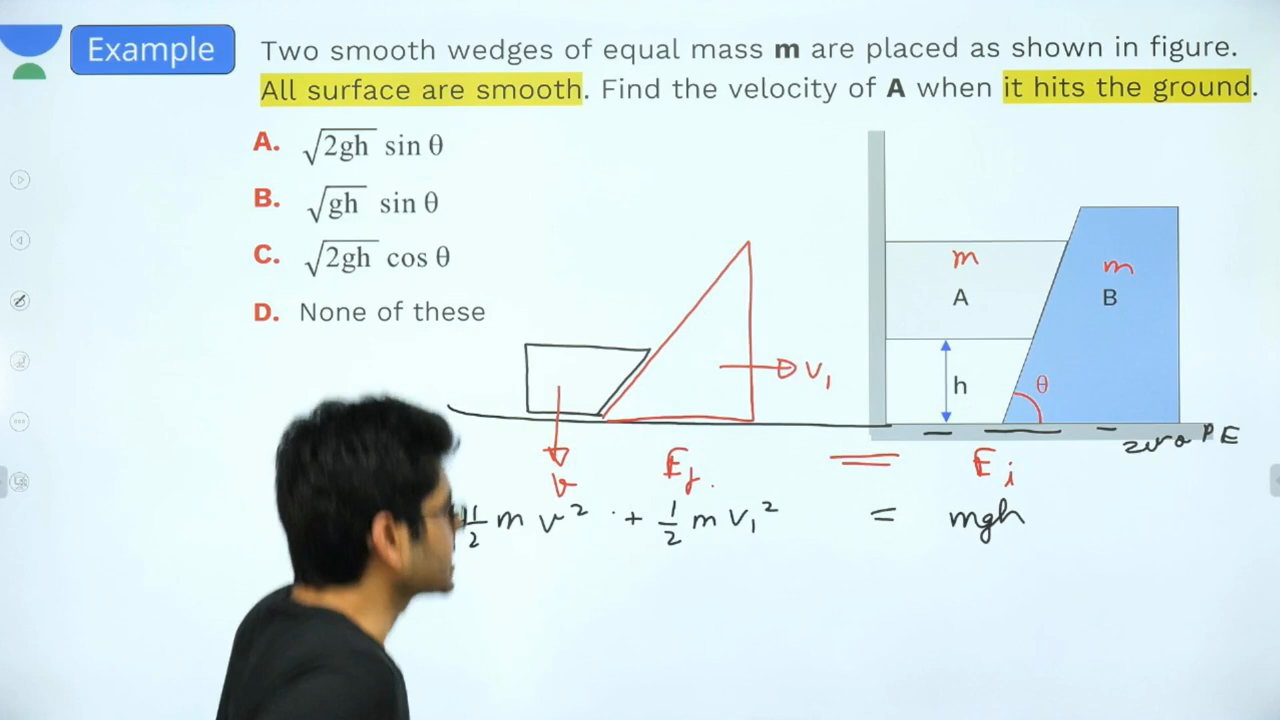 Example
Two smooth wedges of equal mass m are placed as shown in figure.
All surface are smooth. Find the velocity of A when it hits the ground.
A. √2gh sin θ
B. √gh sin θ
C. √2gh cos θ
D. None of these
m
A
m
B
h
θ
V₁
zero PE
v
E_f.
=
E_i
½ m v² + ½ m V₁² = mgh